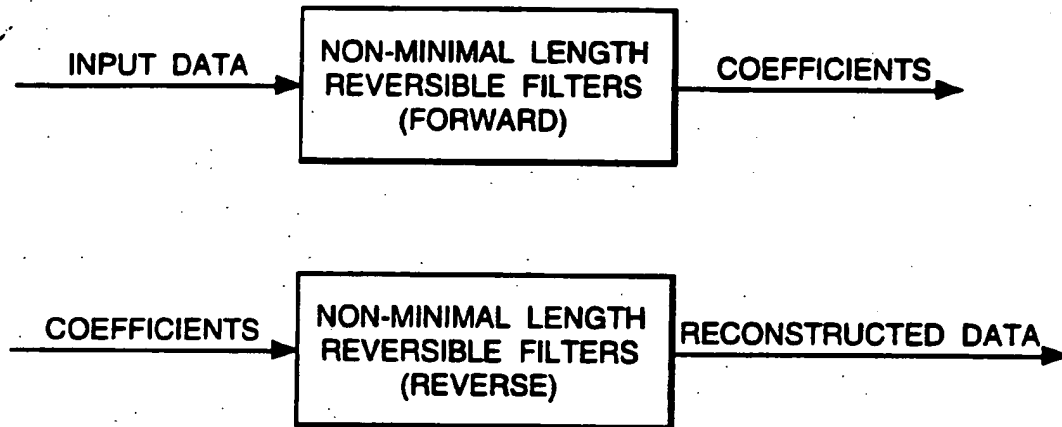 INPUT DATA
NON-MINIMAL LENGTH
REVERSIBLE FILTERS
(FORWARD)
COEFFICIENTS
COEFFICIENTS
NON-MINIMAL LENGTH
REVERSIBLE FILTERS
(REVERSE)
RECONSTRUCTED DATA